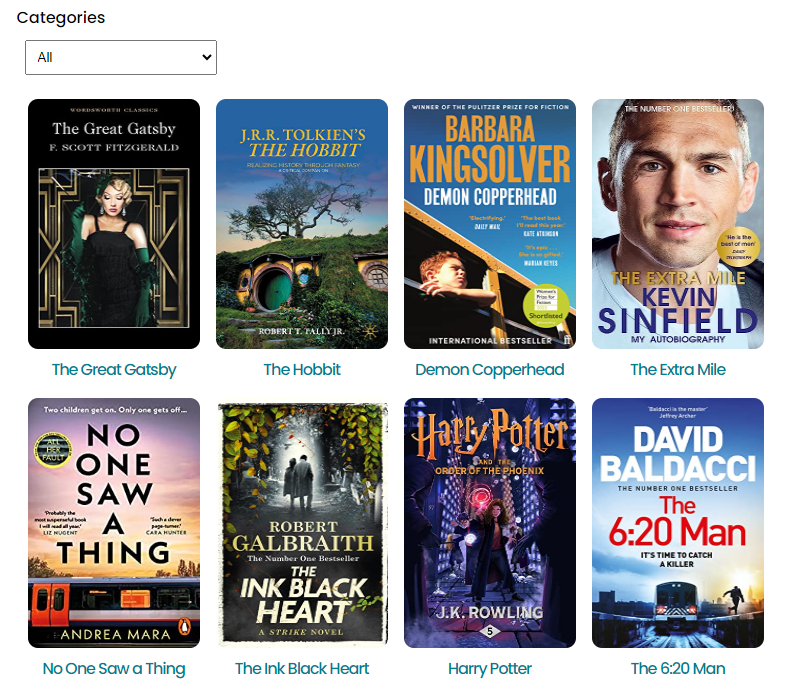 Categories
All
WORDSWORTH CLASSICS
The Great Gatsby
F. SCOTT FITZGERALD
The Great Gatsby
J.R.R. TOLKIEN'S
THE HOBBIT
REALIZING HISTORY THROUGH FANTASY
A CRITICAL COMPANION
ROBERT T. TALLY JR.
The Hobbit
WINNER OF THE PULITZER PRIZE FOR FICTION
BARBARA
KINGSOLVER
DEMON COPPERHEAD
'Electrifying.'
DAILY MAIL
'The best book
I'll read this year.'
KATE ATKINSON
'It's epic . . .
She is so gifted.'
MARIAN KEYES
Women's
Prize for
Fiction
Shortlisted
INTERNATIONAL BESTSELLER
ff
Demon Copperhead
THE NUMBER ONE BESTSELLER!
'He is the
best of men'
DAILY
TELEGRAPH
THE EXTRA MILE
KEVIN
SINFIELD
MY AUTOBIOGRAPHY
The Extra Mile
Two children get on. Only one gets off...
ALL
HER
FAULT
NO
ONE
SAW
A
THING
'Probably the
most suspenseful book
I will read all year.'
LIZ NUGENT
'Such a clever
page-turner.'
CARA HUNTER
ANDREA MARA
No One Saw a Thing
ROBERT
GALBRAITH
The Number One Bestseller
THE
INK BLACK
HEART
A STRIKE NOVEL
The Ink Black Heart
Harry Potter
AND THE
ORDER OF THE PHOENIX
J.K. ROWLING
5
Harry Potter
'Baldacci is the master'
Jeffrey Archer
DAVID
BALDACCI
THE NUMBER ONE BESTSELLER
The
6:20 Man
IT'S TIME TO CATCH
A KILLER
The 6:20 Man